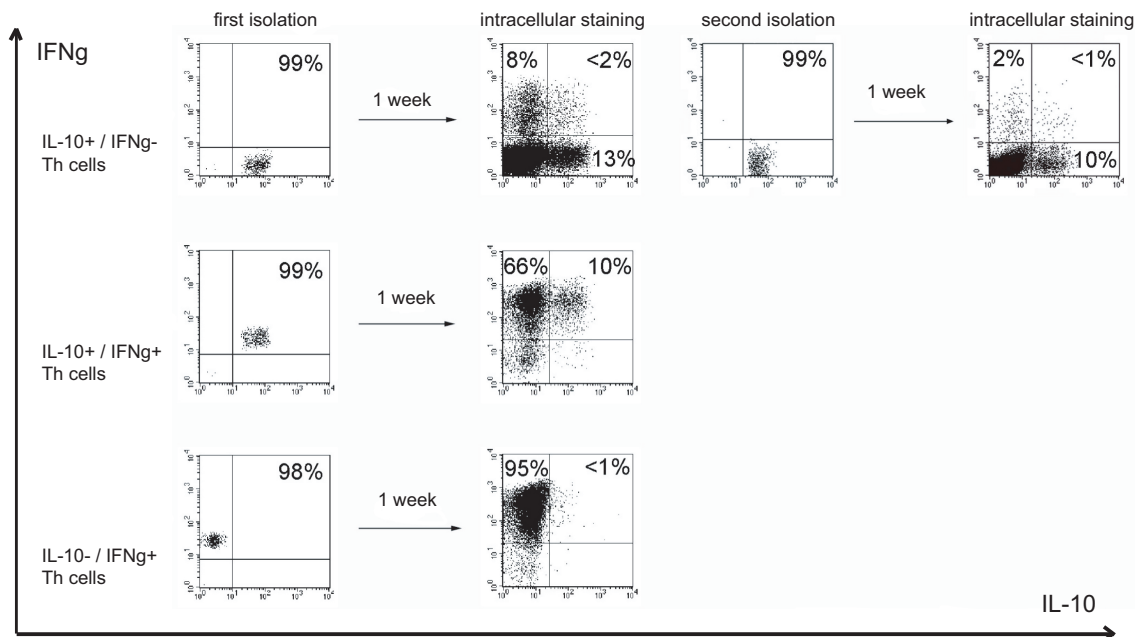 first isolation
intracellular staining
second isolation
intracellular staining
IFNg
IL-10+ / IFNg-
Th cells
99%
1 week
8%
<2%
13%
99%
1 week
2%
<1%
10%
IL-10+ / IFNg+
Th cells
99%
1 week
66%
10%
IL-10- / IFNg+
Th cells
98%
1 week
95%
<1%
IL-10